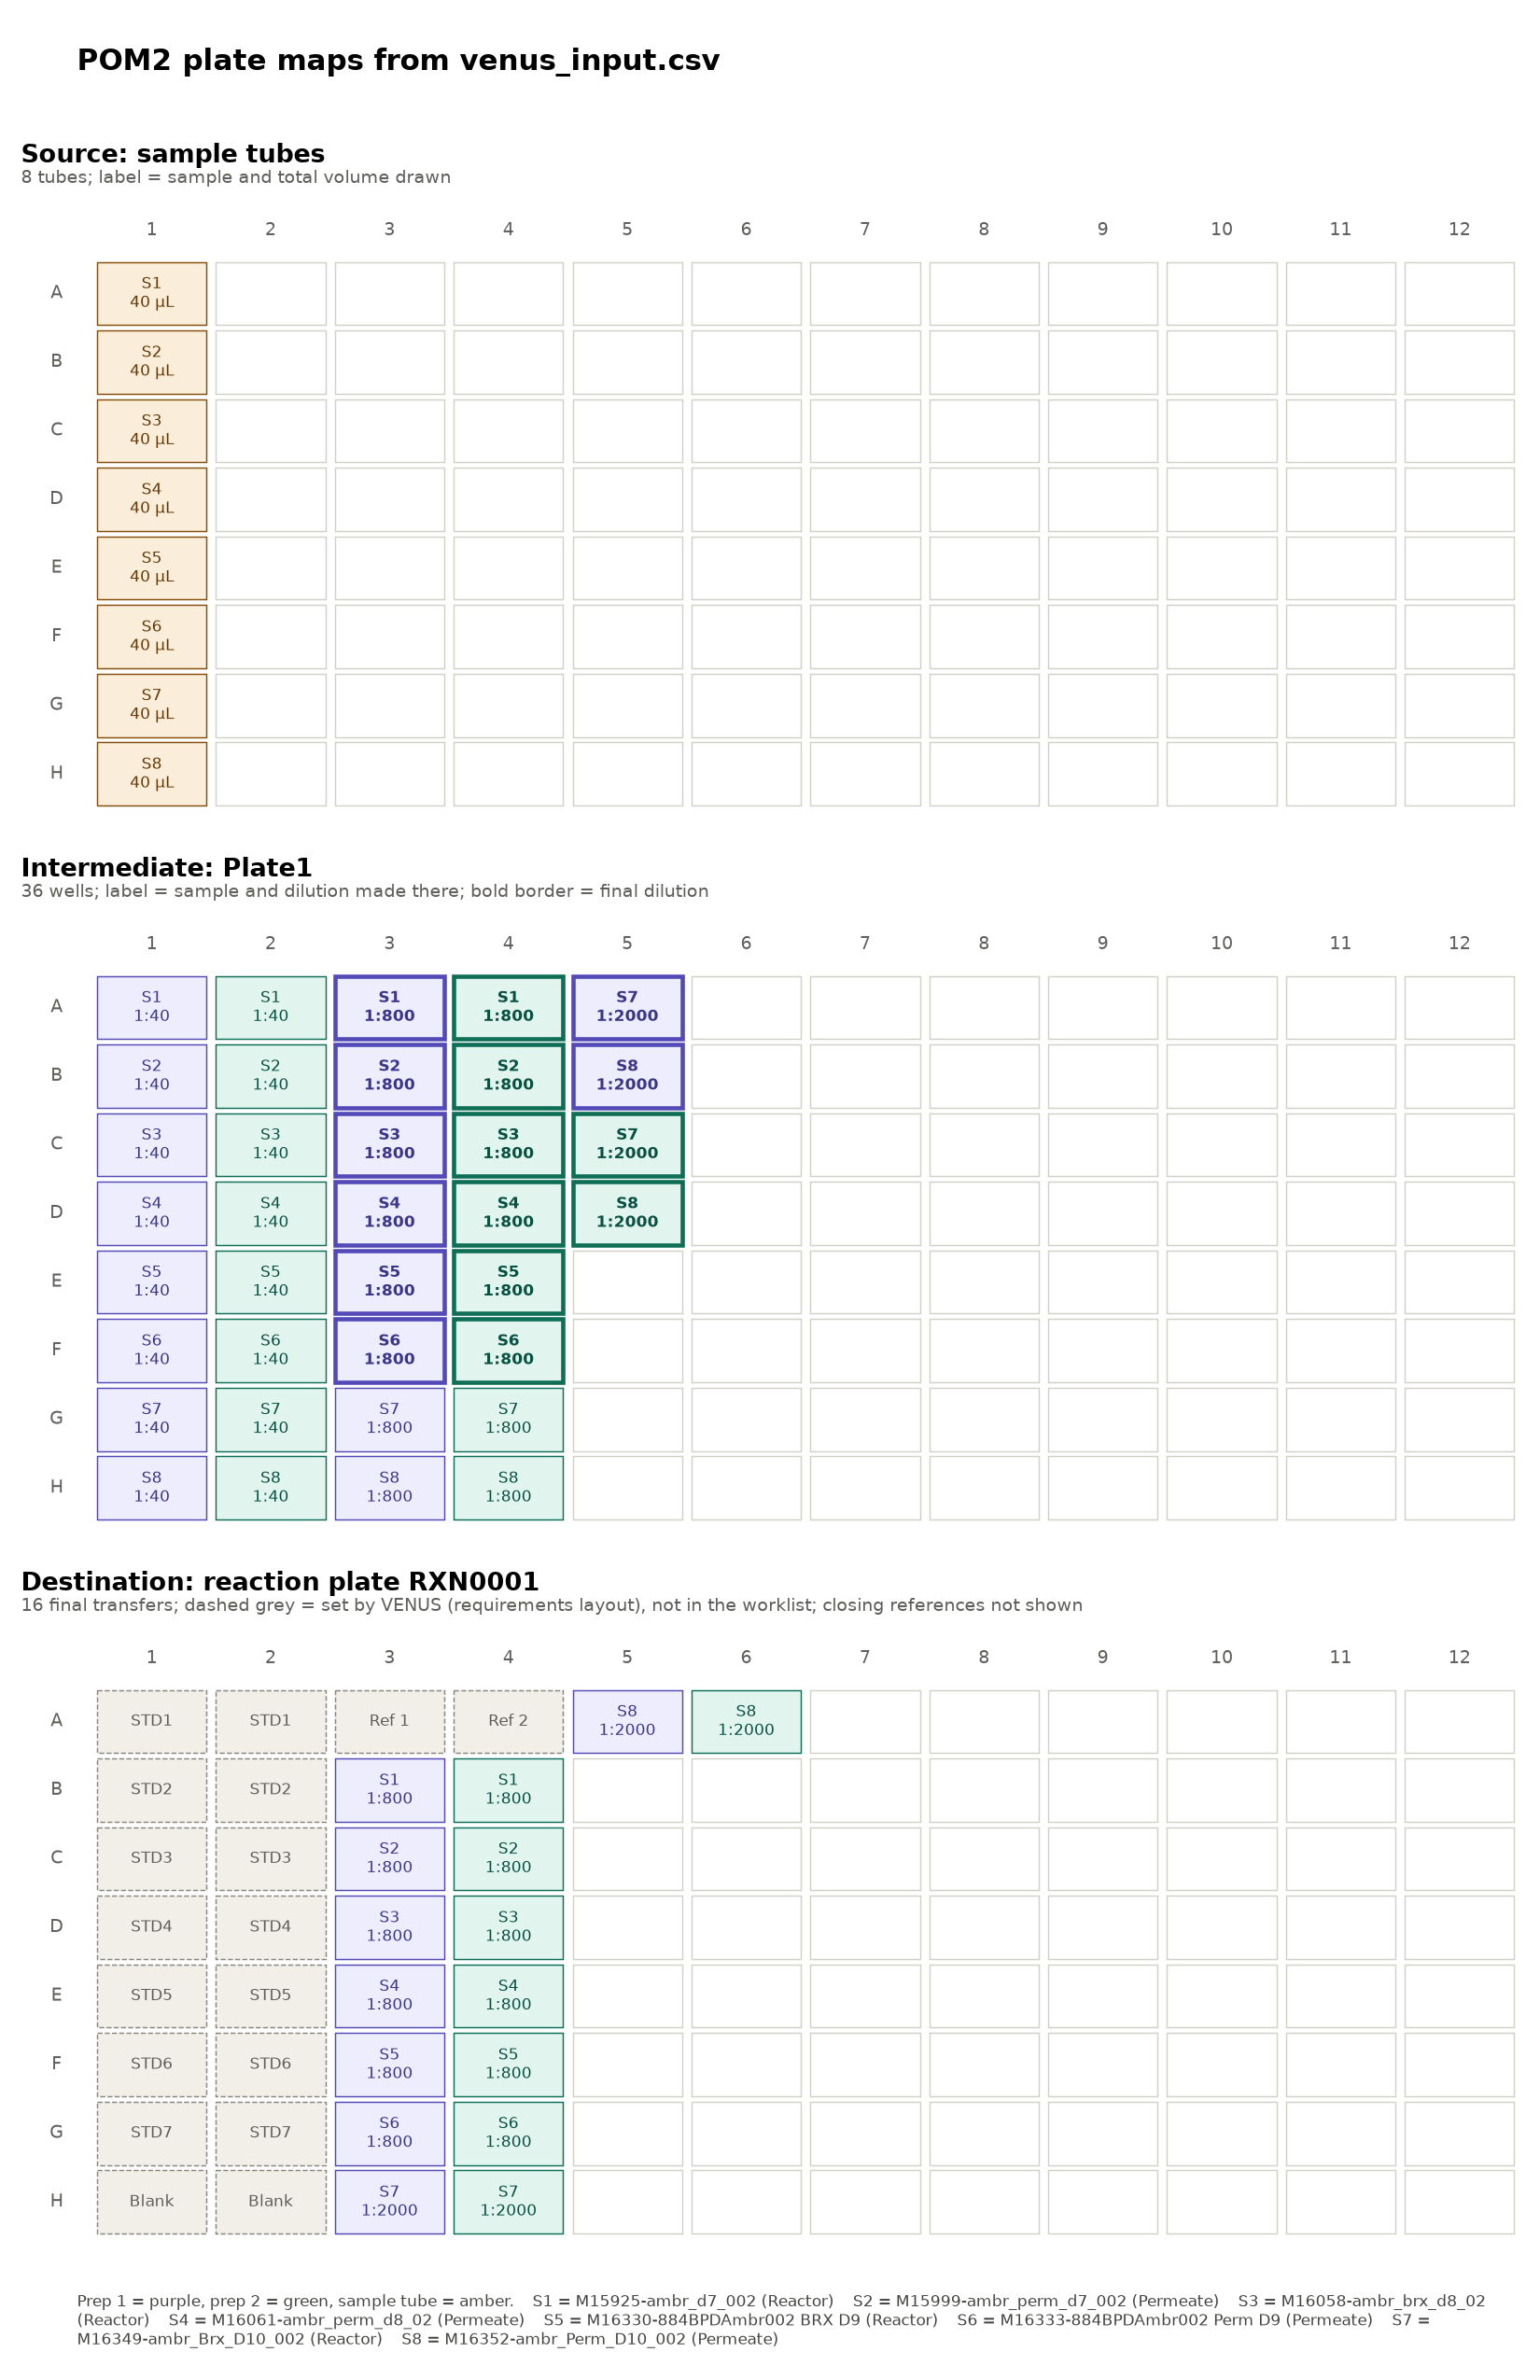 POM2 plate maps from venus_input.csv
Source: sample tubes
8 tubes; label = sample and total volume drawn
1 2 3 4 5 6 7 8 9 10 11 12
A S1 40 µL
B S2 40 µL
C S3 40 µL
D S4 40 µL
E S5 40 µL
F S6 40 µL
G S7 40 µL
H S8 40 µL
Intermediate: Plate1
36 wells; label = sample and dilution made there; bold border = final dilution
1 2 3 4 5 6 7 8 9 10 11 12
A S1 1:40 S1 1:40 S1 1:800 S1 1:800 S7 1:2000
B S2 1:40 S2 1:40 S2 1:800 S2 1:800 S8 1:2000
C S3 1:40 S3 1:40 S3 1:800 S3 1:800 S7 1:2000
D S4 1:40 S4 1:40 S4 1:800 S4 1:800 S8 1:2000
E S5 1:40 S5 1:40 S5 1:800 S5 1:800
F S6 1:40 S6 1:40 S6 1:800 S6 1:800
G S7 1:40 S7 1:40 S7 1:800 S7 1:800
H S8 1:40 S8 1:40 S8 1:800 S8 1:800
Destination: reaction plate RXN0001
16 final transfers; dashed grey = set by VENUS (requirements layout), not in the worklist; closing references not shown
1 2 3 4 5 6 7 8 9 10 11 12
A STD1 STD1 Ref 1 Ref 2 S8 1:2000 S8 1:2000
B STD2 STD2 S1 1:800 S1 1:800
C STD3 STD3 S2 1:800 S2 1:800
D STD4 STD4 S3 1:800 S3 1:800
E STD5 STD5 S4 1:800 S4 1:800
F STD6 STD6 S5 1:800 S5 1:800
G STD7 STD7 S6 1:800 S6 1:800
H Blank Blank S7 1:2000 S7 1:2000
Prep 1 = purple, prep 2 = green, sample tube = amber. S1 = M15925-ambr_d7_002 (Reactor) S2 = M15999-ambr_perm_d7_002 (Permeate) S3 = M16058-ambr_brx_d8_02
(Reactor) S4 = M16061-ambr_perm_d8_02 (Permeate) S5 = M16330-884BPDAmbr002 BRX D9 (Reactor) S6 = M16333-884BPDAmbr002 Perm D9 (Permeate) S7 =
M16349-ambr_Brx_D10_002 (Reactor) S8 = M16352-ambr_Perm_D10_002 (Permeate)